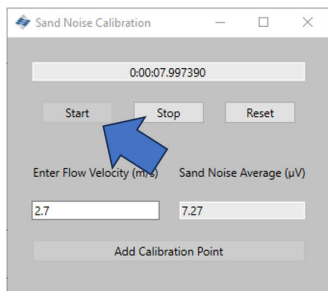 Sand Noise Calibration
0:00:07.997390
Start Stop Reset
Enter Flow Velocity (m/s) Sand Noise Average (µV)
2.7 7.27
Add Calibration Point